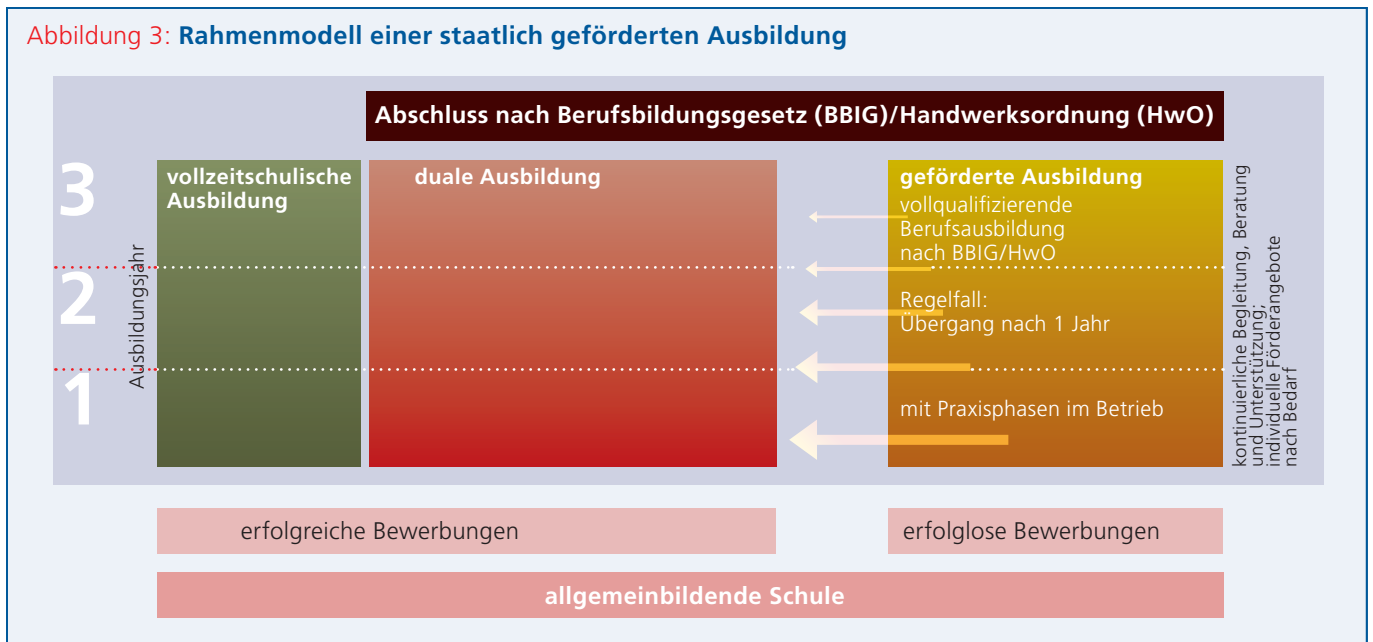 Abbildung 3: Rahmenmodell einer staatlich geförderten Ausbildung
Abschluss nach Berufsbildungsgesetz (BBIG)/Handwerksordnung (HwO)
3
2
1
Ausbildungsjahr
vollzeitschulische
Ausbildung
duale Ausbildung
geförderte Ausbildung
vollqualifizierende
Berufsausbildung
nach BBIG/HwO
Regelfall:
Übergang nach 1 Jahr
mit Praxisphasen im Betrieb
kontinuierliche Begleitung, Beratung
und Unterstützung;
individuelle Förderangebote
nach Bedarf
erfolgreiche Bewerbungen
erfolglose Bewerbungen
allgemeinbildende Schule